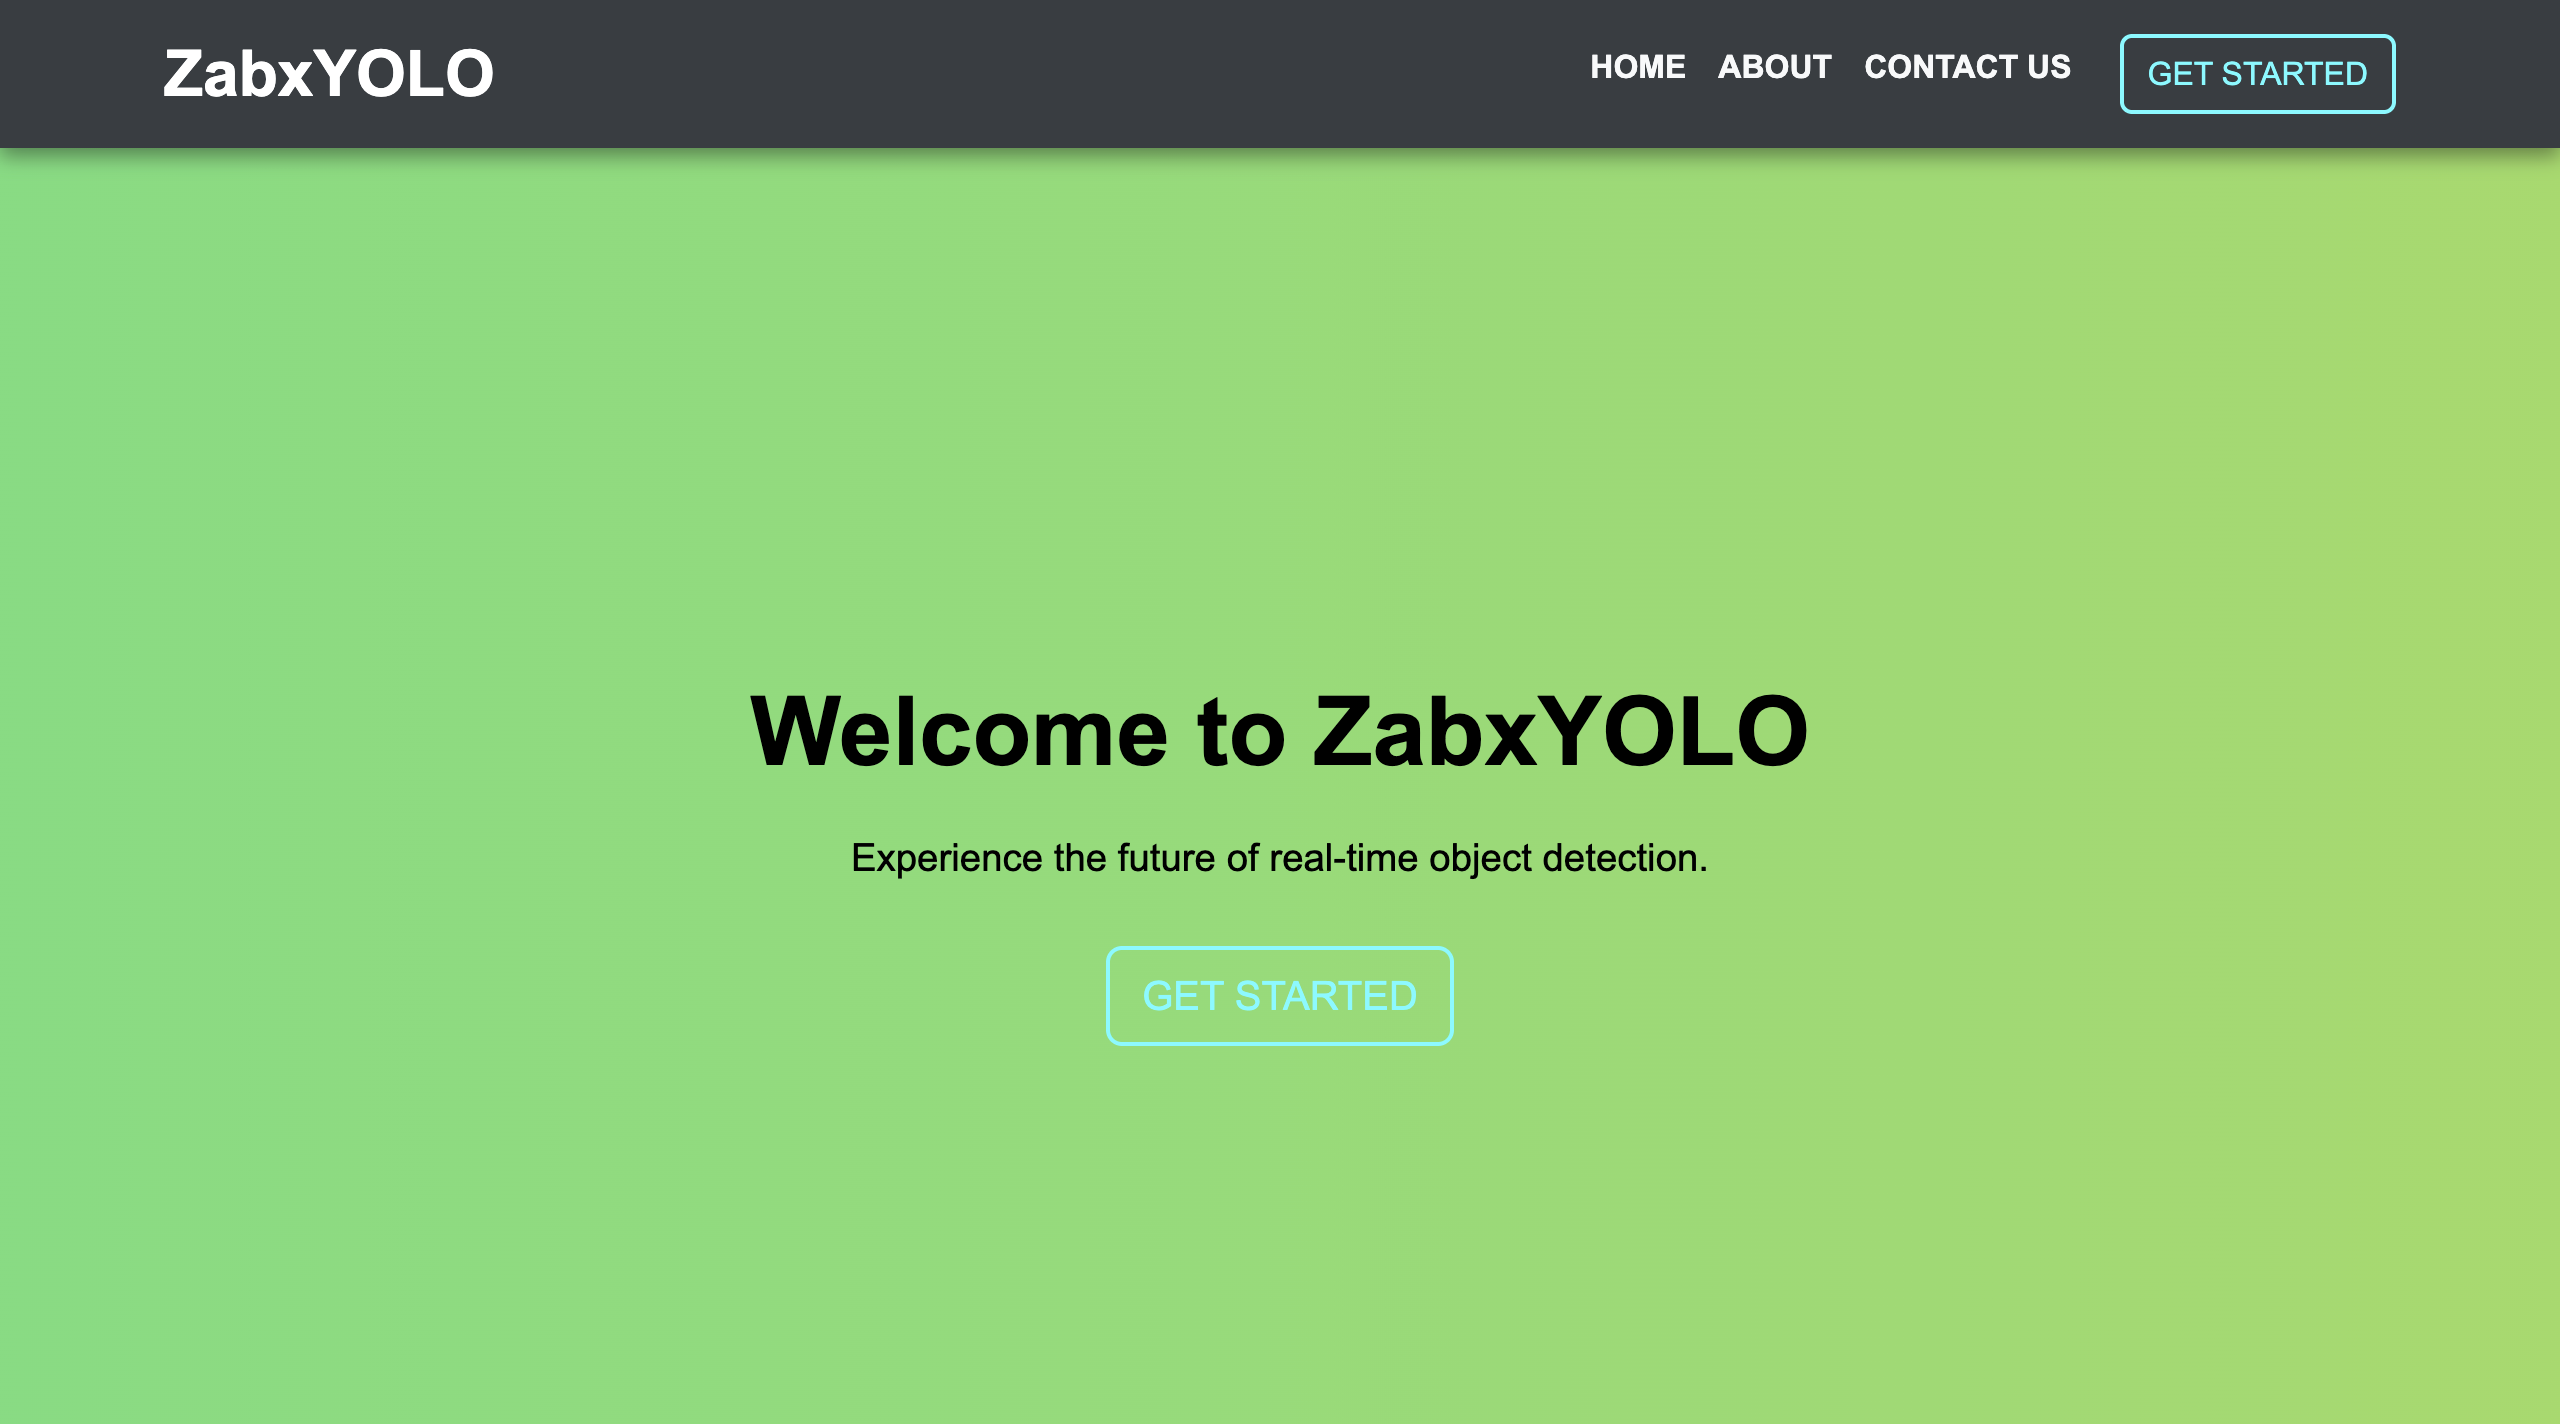 ZabxYOLO
HOME ABOUT CONTACT US GET STARTED
Welcome to ZabxYOLO
Experience the future of real-time object detection.
GET STARTED